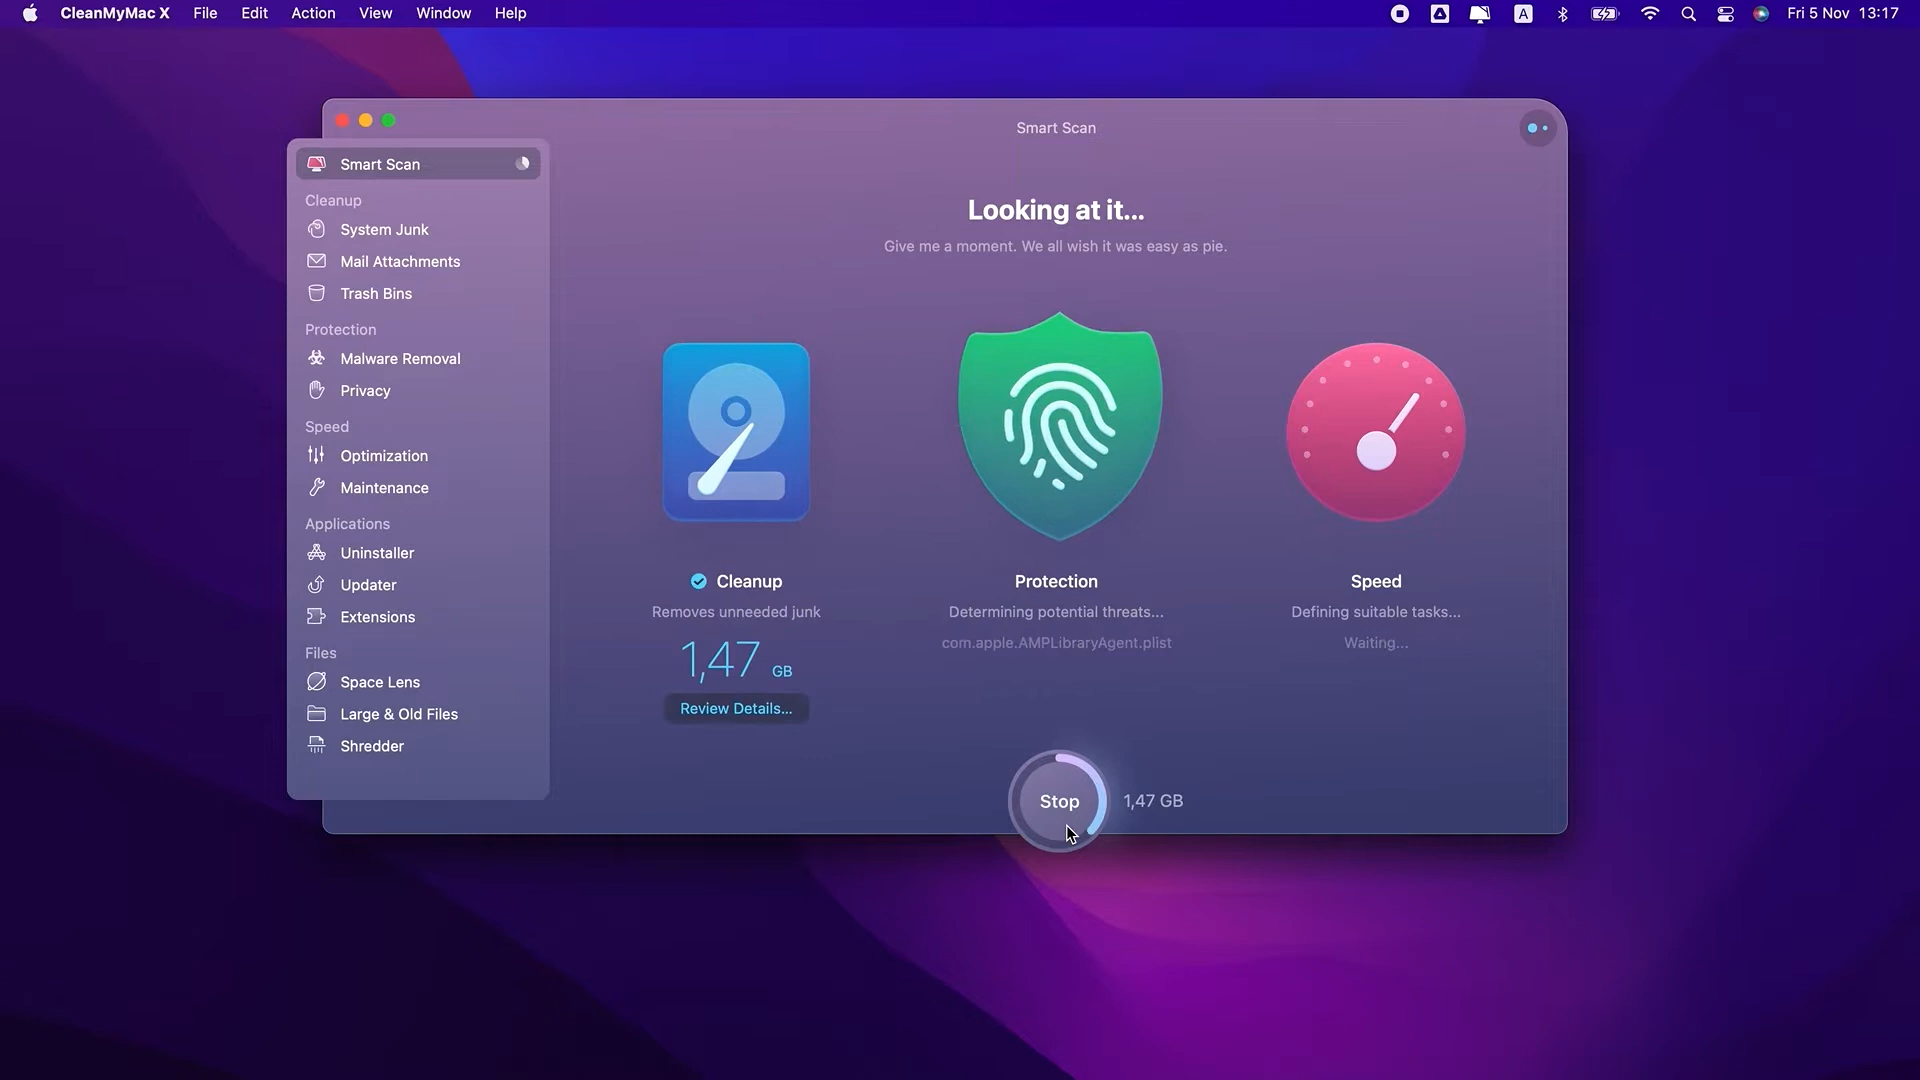 CleanMyMac X File Edit Action View Window Help A Fri 5 Nov 13:17
Smart Scan
Smart Scan
Cleanup
System Junk
Mail Attachments
Trash Bins
Protection
Malware Removal
Privacy
Speed
Optimization
Maintenance
Applications
Uninstaller
Updater
Extensions
Files
Space Lens
Large & Old Files
Shredder
Looking at it...
Give me a moment. We all wish it was easy as pie.
Cleanup
Removes unneeded junk
1,47 GB
Review Details...
Protection
Determining potential threats...
com.apple.AMPLibraryAgent.plist
Speed
Defining suitable tasks...
Waiting...
Stop
1,47 GB